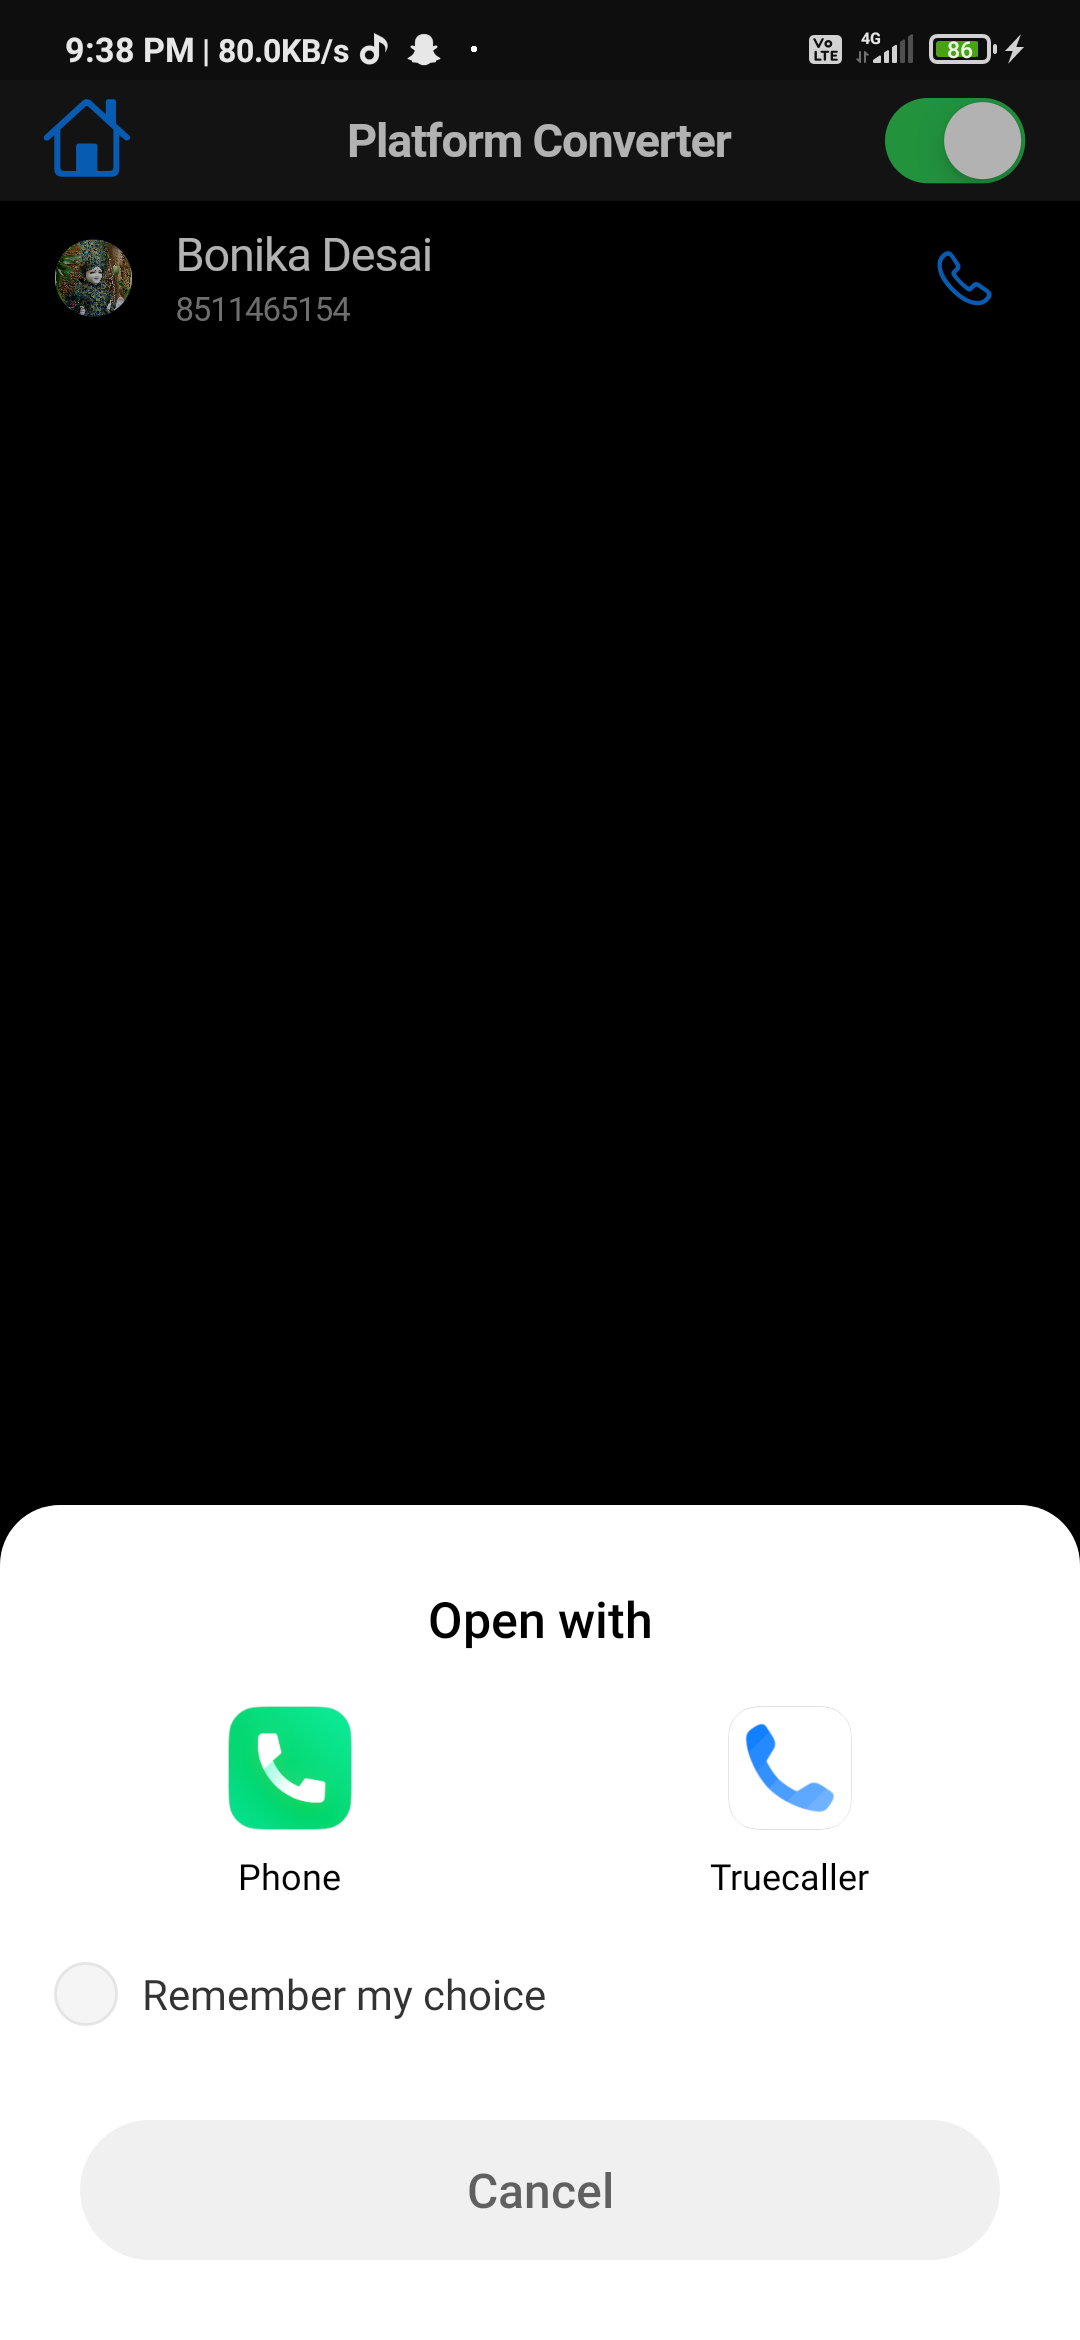 9:38 PM | 80.0KB/s
Vo LTE 4G 86
Platform Converter
Bonika Desai
8511465154
Open with
Phone
Truecaller
Remember my choice
Cancel